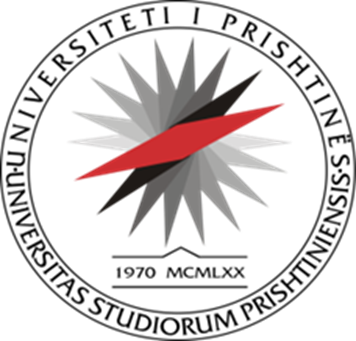 UNIVERSITETI I PRISHTINËS
UNIVERSITAS STUDIORUM PRISHTINIENSIS
1970 MCMLXX